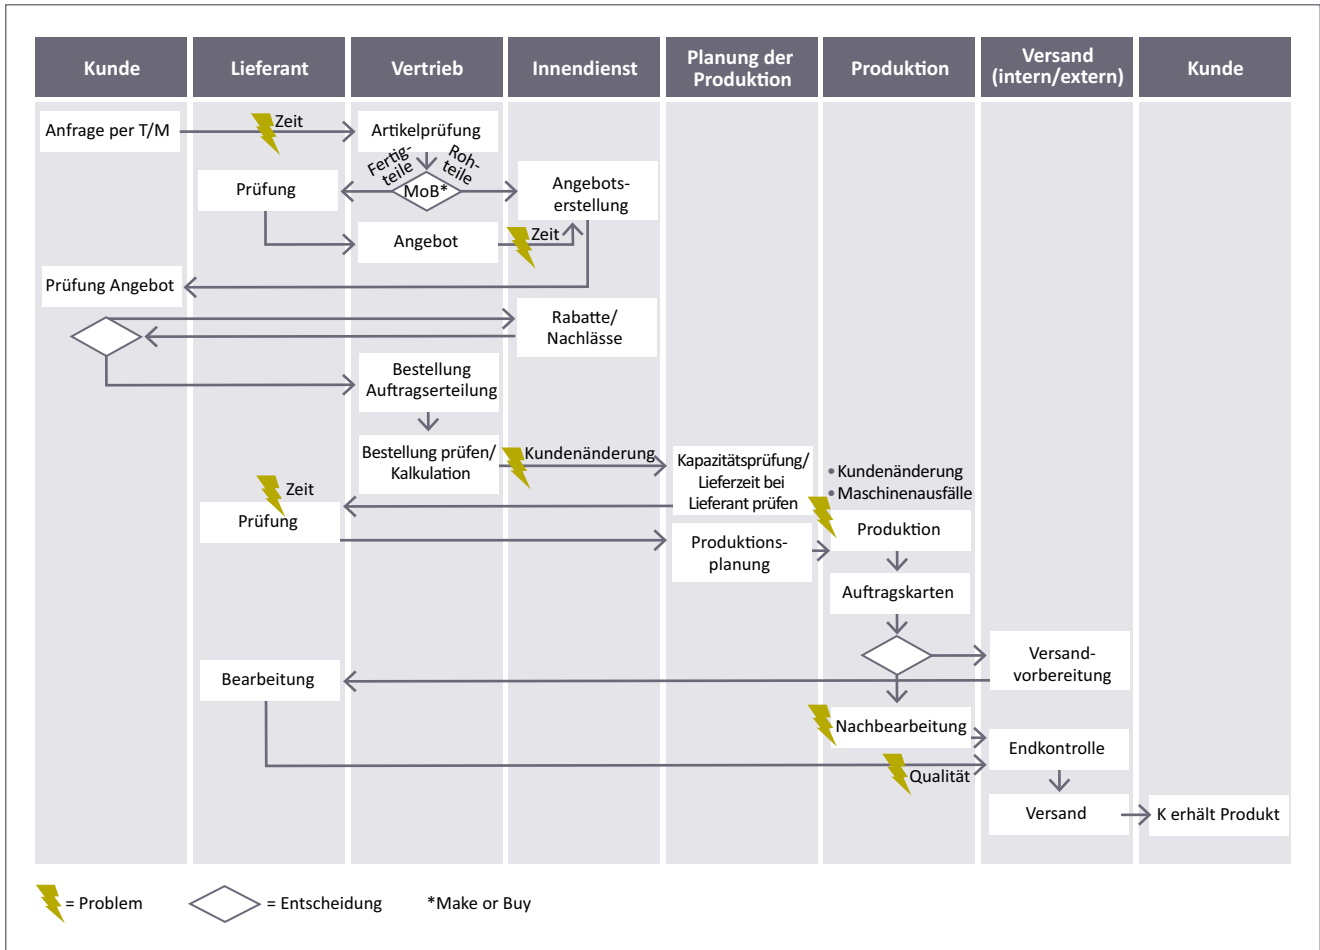 Kunde
Lieferant
Vertrieb
Innendienst
Planung der
Produktion
Produktion
Versand
(intern/extern)
Kunde
Anfrage per T/M
Zeit
Artikelprüfung
Fertig-
teile
Roh-
teile
Prüfung
MoB*
Angebots-
erstellung
Angebot
Zeit
Prüfung Angebot
Rabatte/
Nachlässe
Bestellung
Auftragserteilung
Bestellung prüfen/
Kalkulation
Kundenänderung
Kapazitätsprüfung/
Lieferzeit bei
Lieferant prüfen
• Kundenänderung
• Maschinenausfälle
Zeit
Prüfung
Produktions-
planung
Produktion
Auftragskarten
Versand-
vorbereitung
Bearbeitung
Nachbearbeitung
Endkontrolle
Qualität
Versand
K erhält Produkt
= Problem
= Entscheidung
*Make or Buy